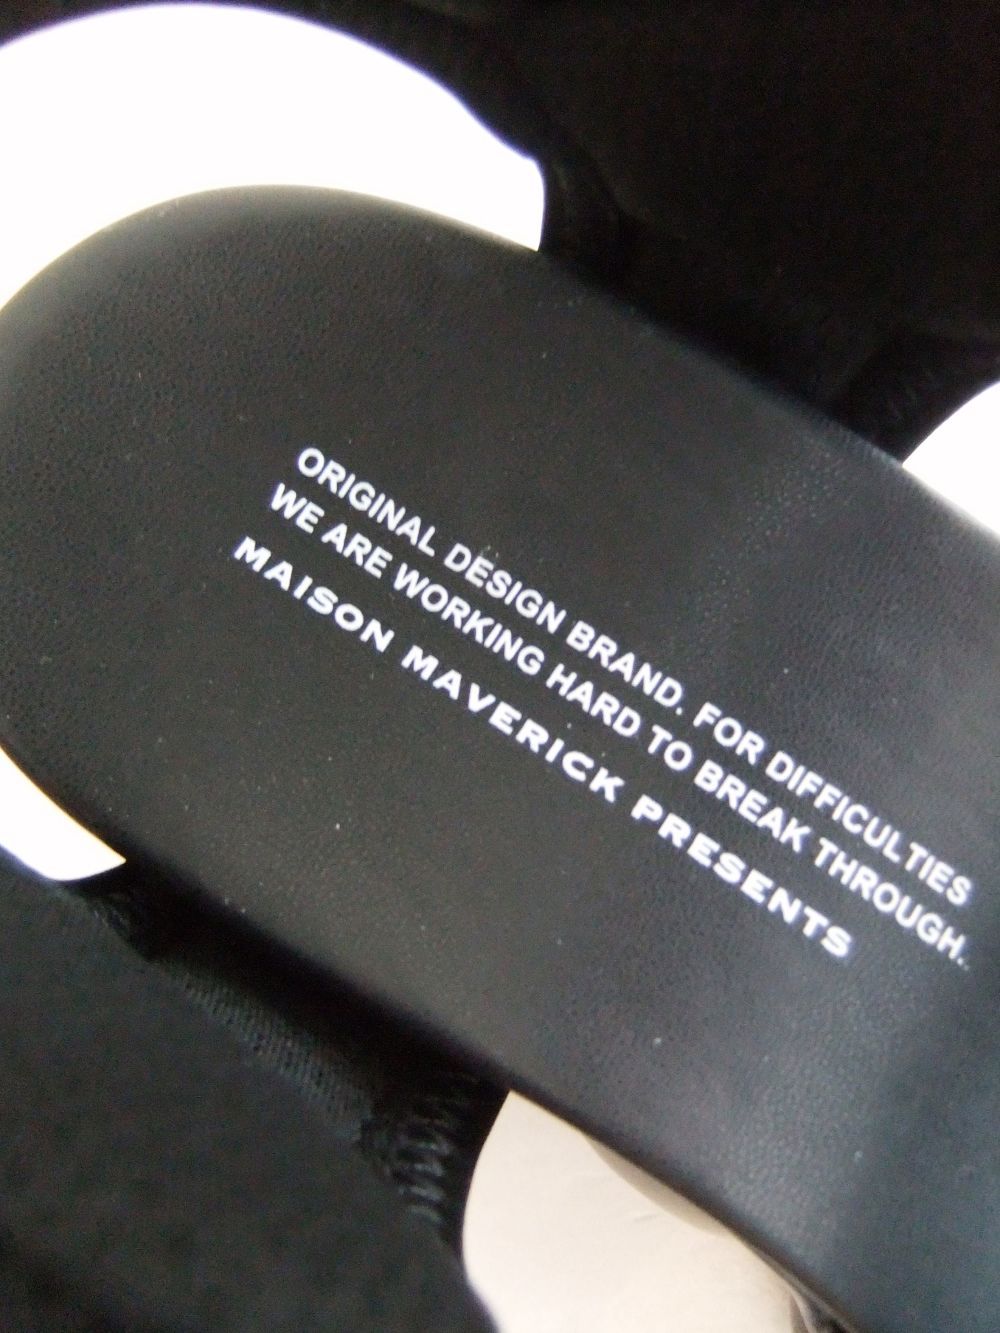 ORIGINAL DESIGN BRAND. FOR DIFFICULTIES
WE ARE WORKING HARD TO BREAK THROUGH.
MAISON MAVERICK PRESENTS